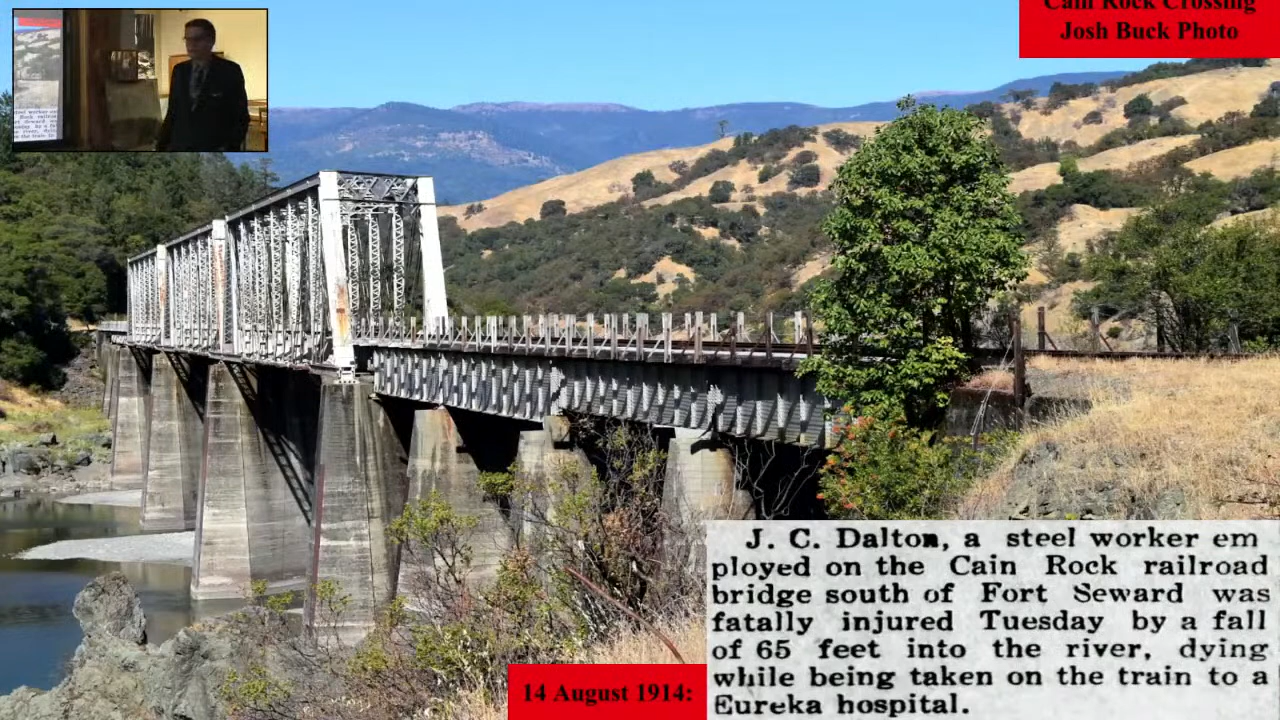 Cain Rock Crossing
Josh Buck Photo
J. C. Dalton, a steel worker em
ployed on the Cain Rock railroad
bridge south of Fort Seward was
fatally injured Tuesday by a fall
of 65 feet into the river, dying
while being taken on the train to a
Eureka hospital.
14 August 1914: